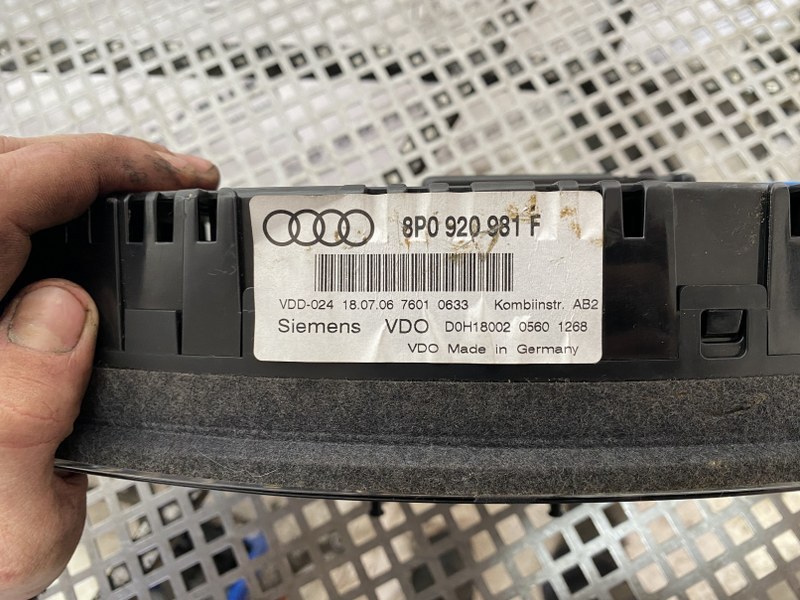 8P0 920 981 F
VDD-024 18.07.06 7601 0633 Kombiinstr. AB2
Siemens VDO D0H18002 0560 1268
VDO Made in Germany